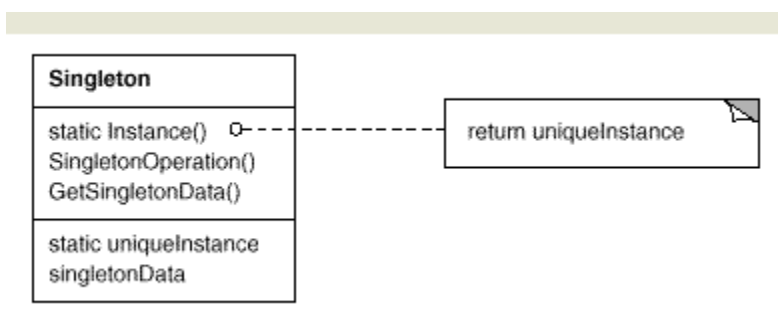 Singleton
static Instance()
return uniqueInstance
SingletonOperation()
GetSingletonData()
static uniqueInstance
singletonData